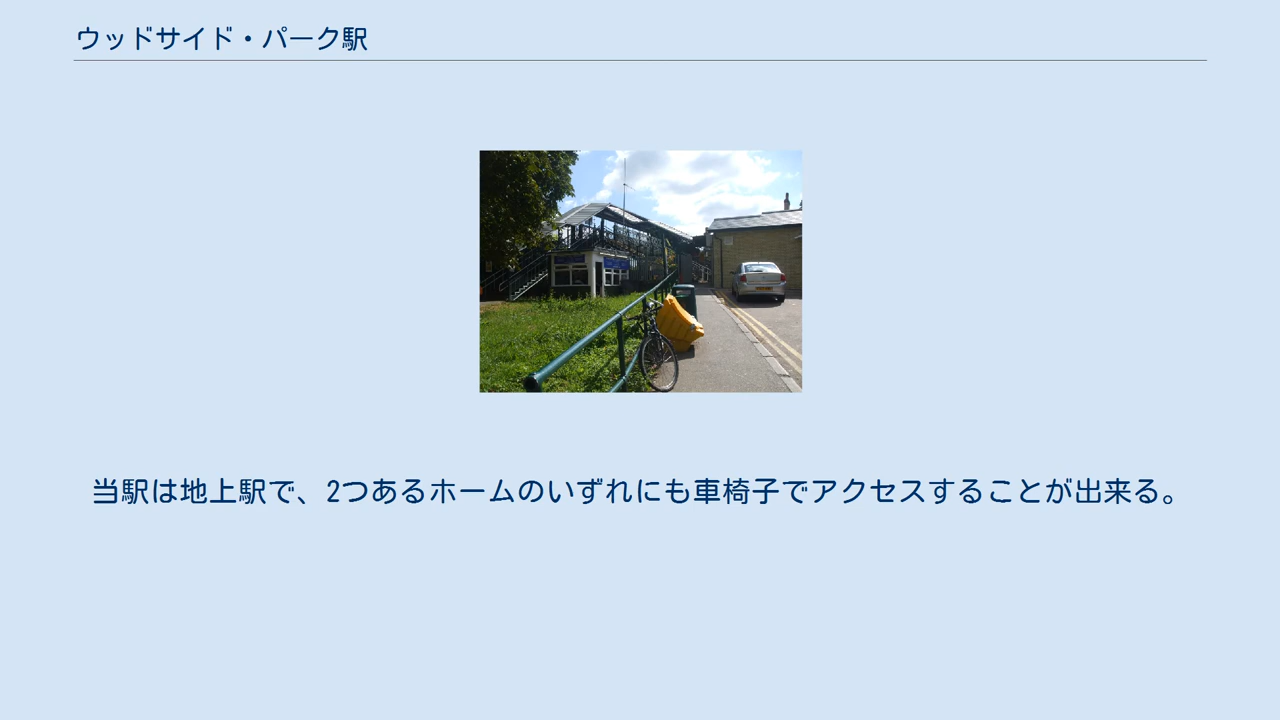 ウッドサイド・パーク駅
当駅は地上駅で、2つあるホームのいずれにも車椅子でアクセスすることが出来る。